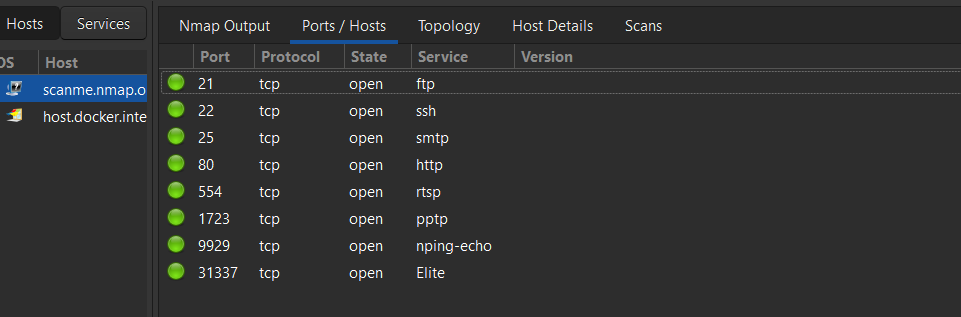 Hosts Services Nmap Output Ports / Hosts Topology Host Details Scans
OS Host Port Protocol State Service Version
scanme.nmap.o 21 tcp open ftp
host.docker.inte 22 tcp open ssh
25 tcp open smtp
80 tcp open http
554 tcp open rtsp
1723 tcp open pptp
9929 tcp open nping-echo
31337 tcp open Elite